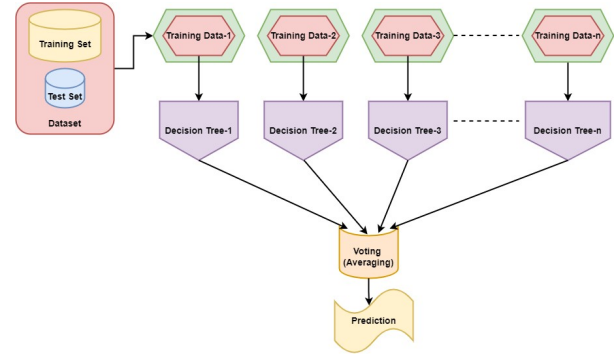 Training Set
Test Set
Dataset
Training Data-1
Training Data-2
Training Data-3
Training Data-n
Decision Tree-1
Decision Tree-2
Decision Tree-3
Decision Tree-n
Voting
(Averaging)
Prediction